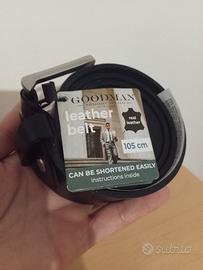 GOODMAN
leather
belt
real
leather
105 cm
CAN BE SHORTENED EASILY
instructions inside
subito